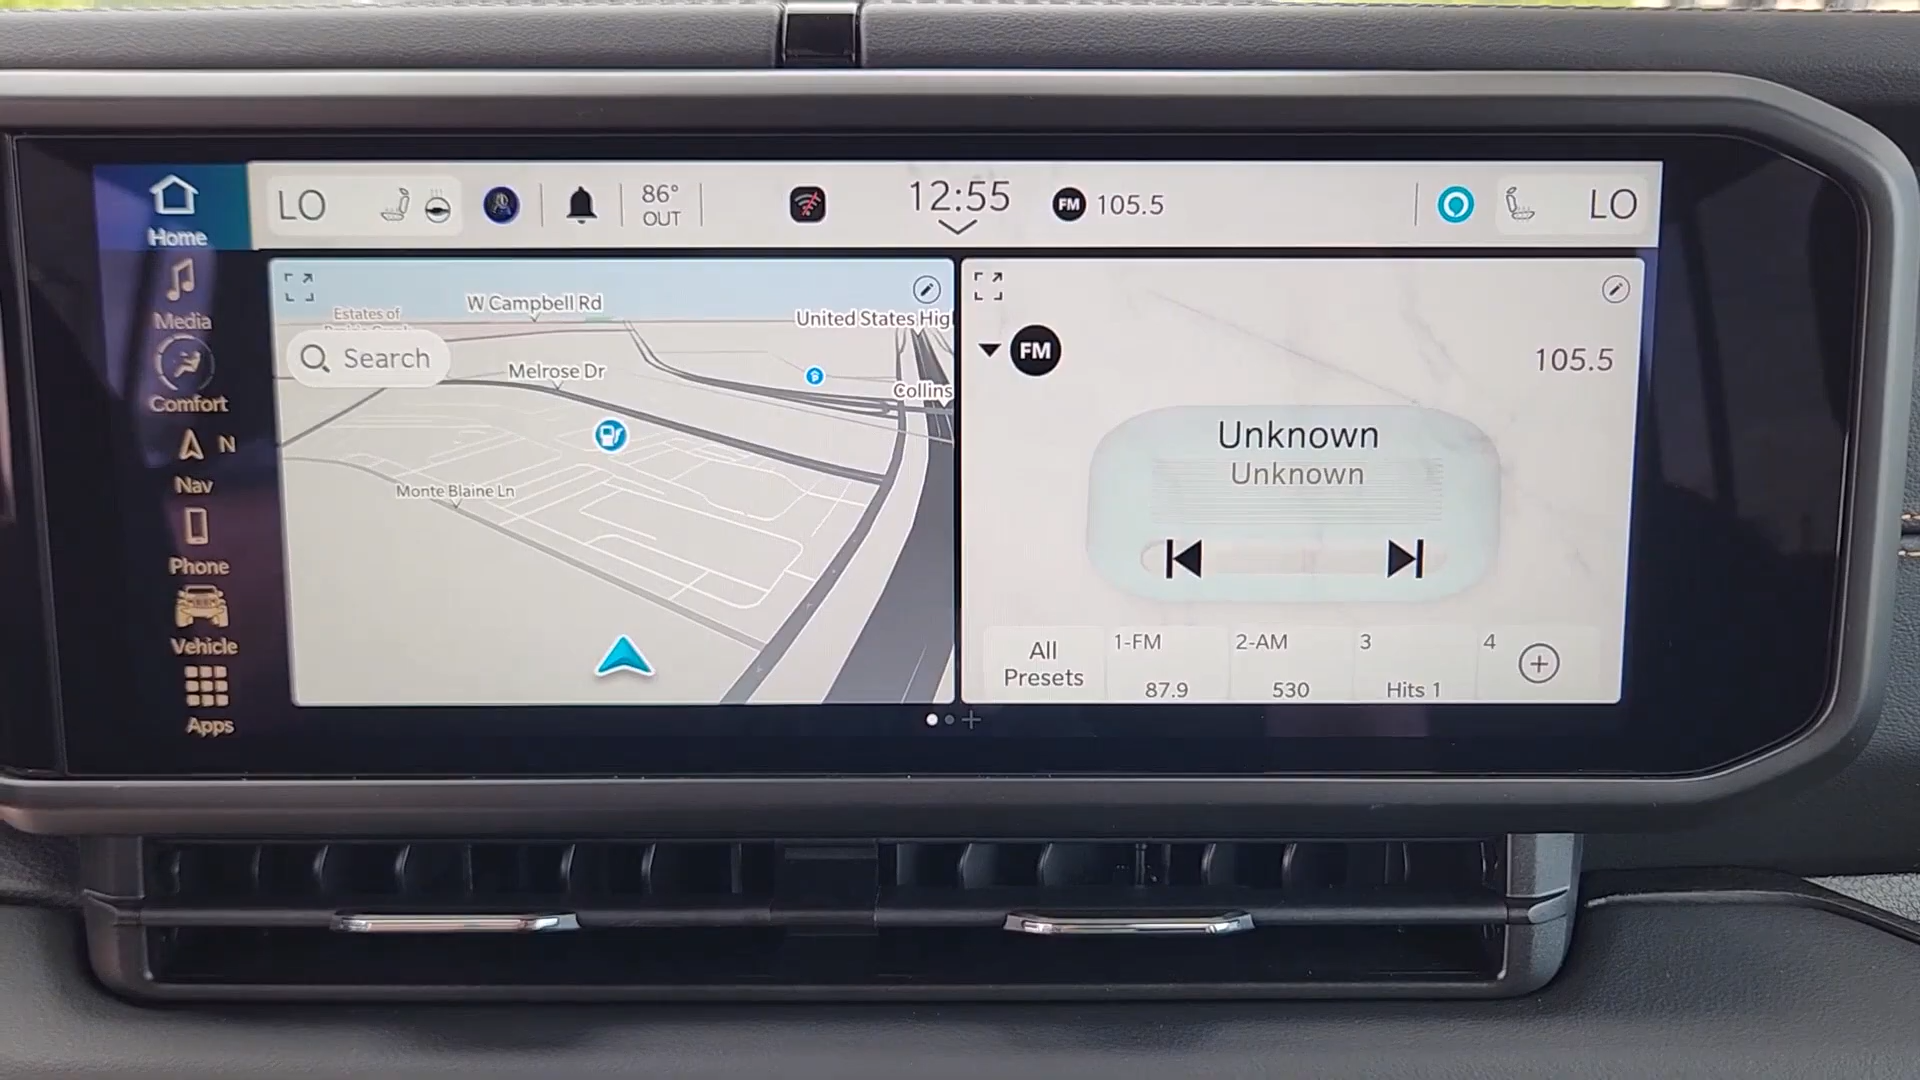 Home
LO
86°
OUT
12:55
FM 105.5
LO
Media
Comfort
N
Nav
Phone
Vehicle
Apps
W Campbell Rd
Estates of
United States Hig
Search
Melrose Dr
Collins
Monte Blaine Ln
FM
105.5
Unknown
Unknown
All
Presets
1-FM
87.9
2-AM
530
3
Hits 1
4